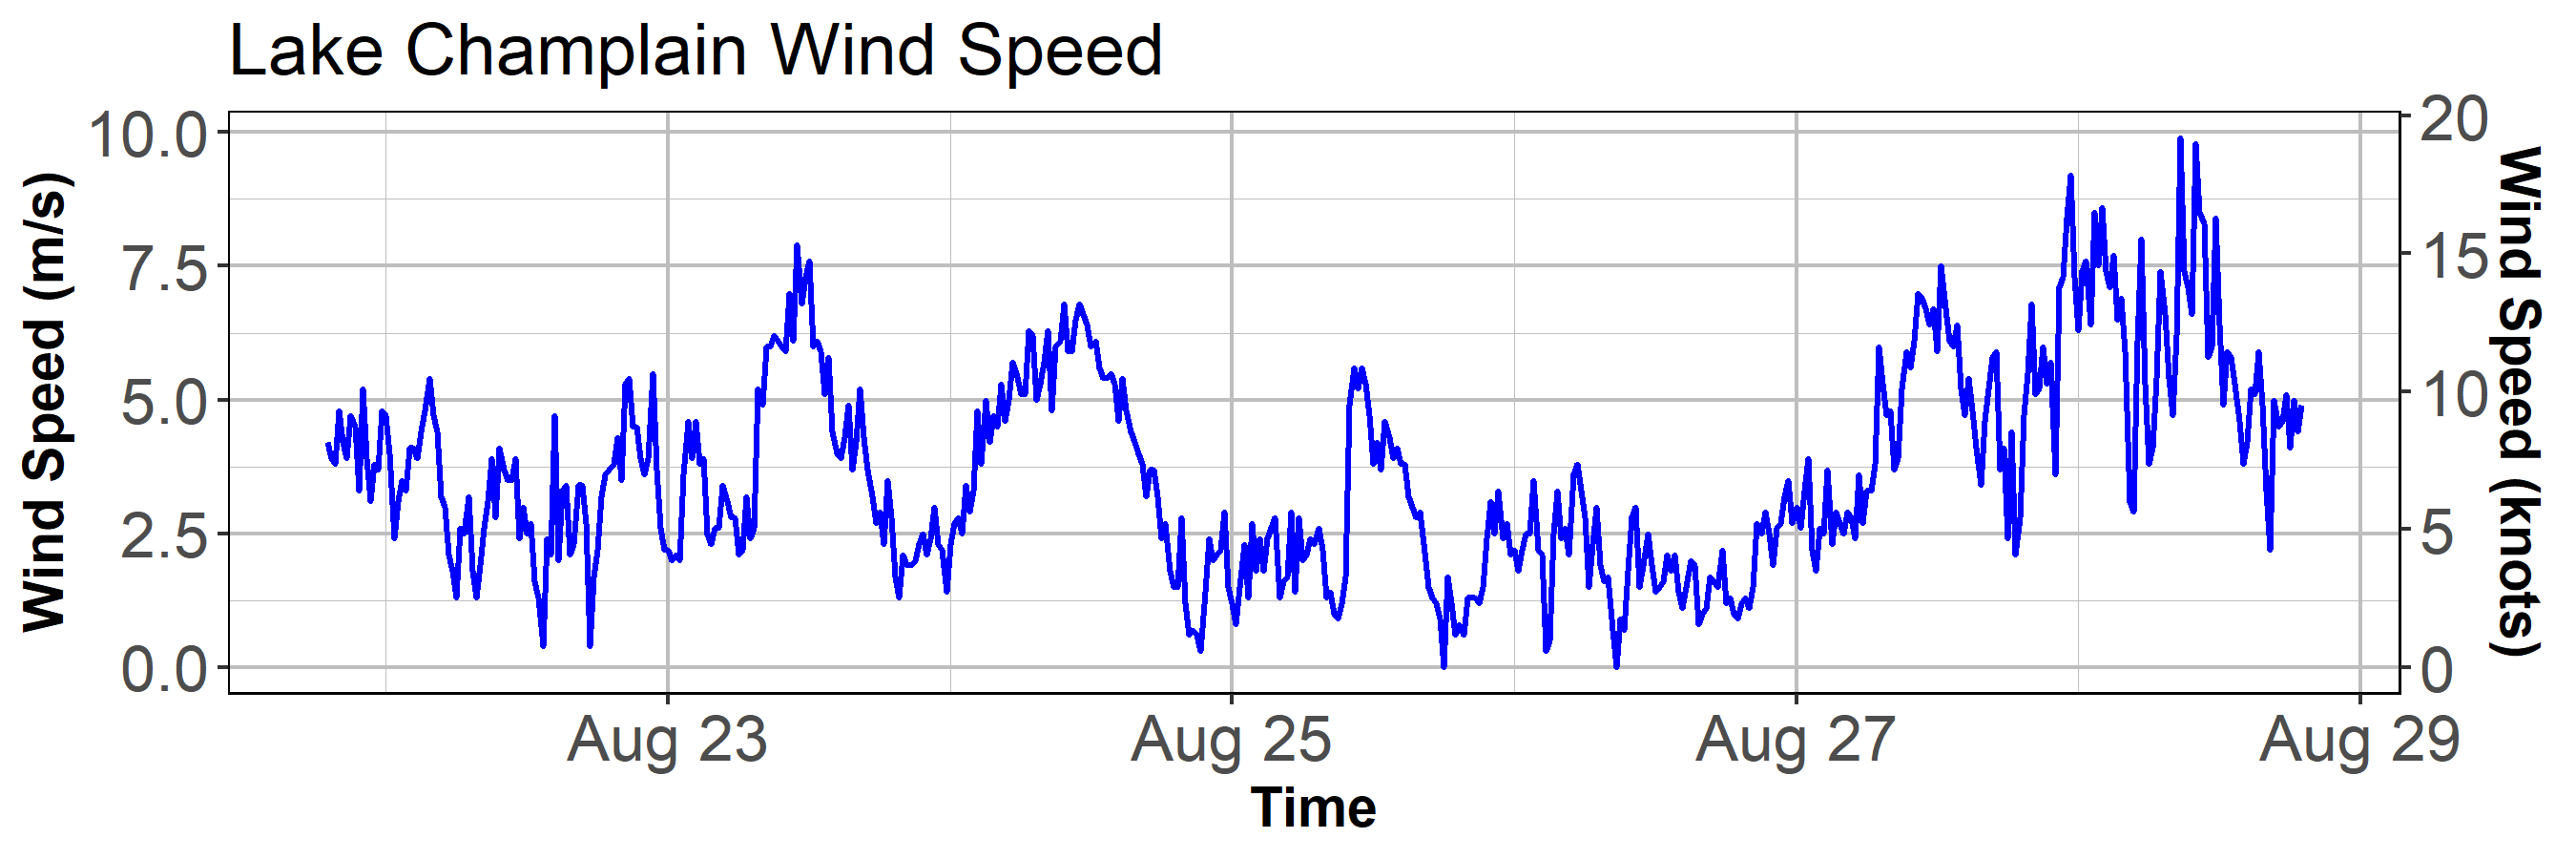 Lake Champlain Wind Speed
Wind Speed (m/s)
10.0
7.5
5.0
2.5
0.0
20
15
10
5
0
Wind Speed (knots)
Aug 23
Aug 25
Aug 27
Aug 29
Time